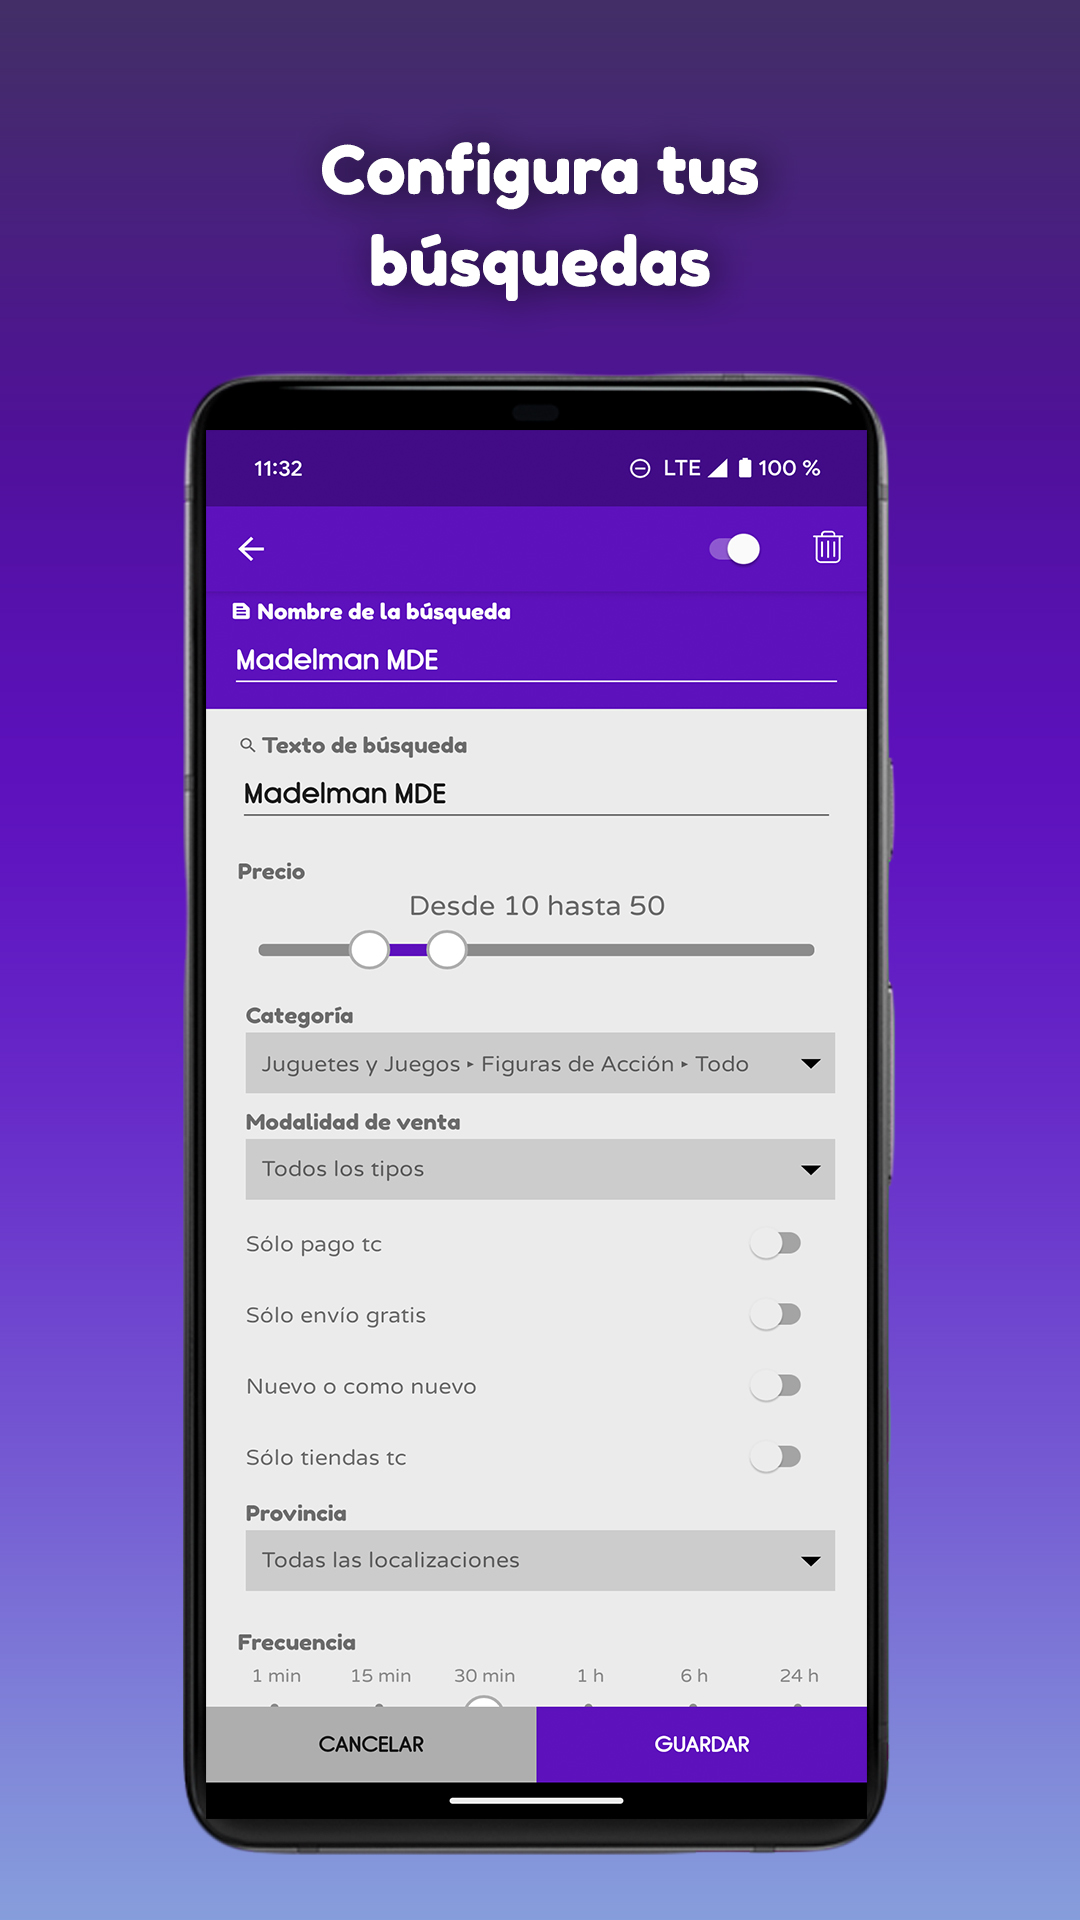 Configura tus
búsquedas
11:32 LTE 100 %
Nombre de la búsqueda
Madelman MDE
Texto de búsqueda
Madelman MDE
Precio
Desde 10 hasta 50
Categoría
Juguetes y Juegos ▸ Figuras de Acción ▸ Todo
Modalidad de venta
Todos los tipos
Sólo pago tc
Sólo envío gratis
Nuevo o como nuevo
Sólo tiendas tc
Provincia
Todas las localizaciones
Frecuencia
1 min 15 min 30 min 1 h 6 h 24 h
CANCELAR GUARDAR